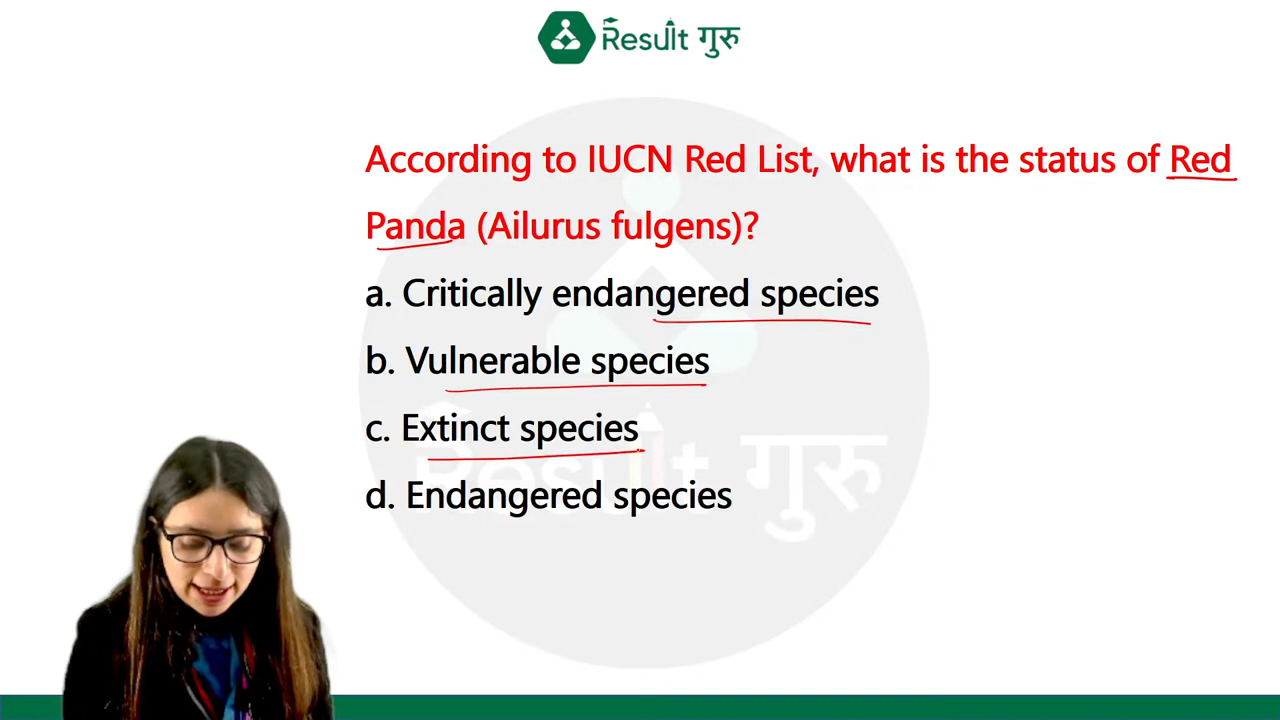 Result गुरु
According to IUCN Red List, what is the status of Red
Panda (Ailurus fulgens)?
a. Critically endangered species
b. Vulnerable species
c. Extinct species
d. Endangered species
Result गुरु